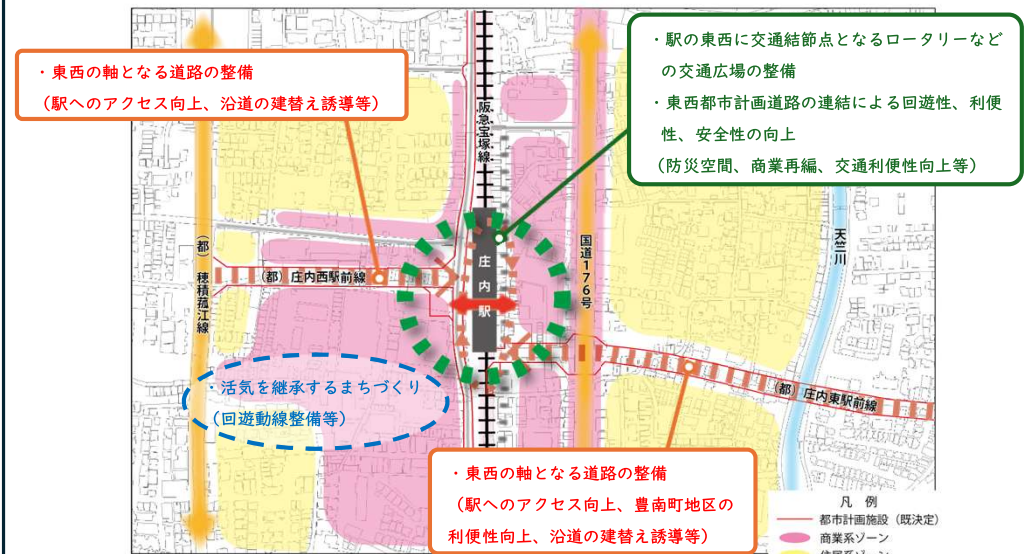 ・東西の軸となる道路の整備
（駅へのアクセス向上、沿道の建替え誘導等）
・駅の東西に交通結節点となるロータリーなど
の交通広場の整備
・東西都市計画道路の連結による回遊性、利便
性、安全性の向上
（防災空間、商業再編、交通利便性向上等）
阪急宝塚線
（都）穂積菰江線
（都）庄内西駅前線
庄内駅
国道176号
天竺川
（都）庄内東駅前線
・活気を継承するまちづくり
（回遊動線整備等）
・東西の軸となる道路の整備
（駅へのアクセス向上、豊南町地区の
利便性向上、沿道の建替え誘導等）
凡 例
都市計画施設（既決定）
商業系ゾーン